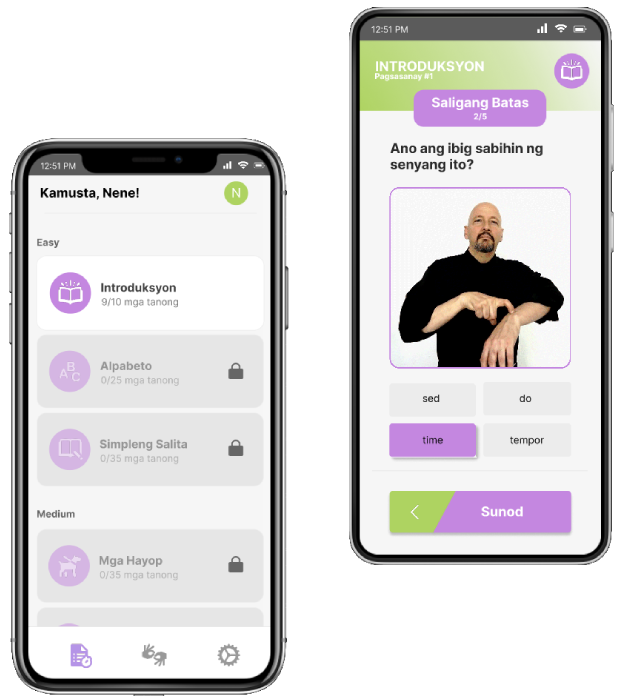 12:51 PM
Kamusta, Nene!
N
Easy
Introduksyon
9/10 mga tanong
A B C
Alpabeto
0/25 mga tanong
Simpleng Salita
0/35 mga tanong
Medium
Mga Hayop
0/35 mga tanong
12:51 PM
INTRODUKSYON
Pagsasanay #1
Saligang Batas
2/5
Ano ang ibig sabihin ng
senyang ito?
sed
do
time
tempor
Sunod